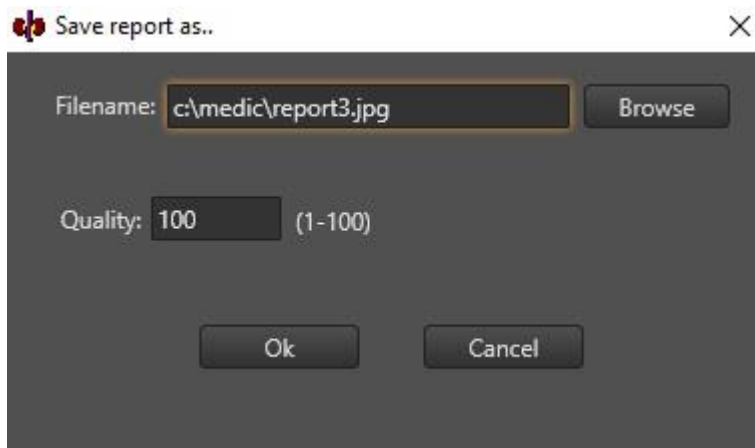 Save report as..
Filename: c:\medic\report3.jpg Browse
Quality: 100 (1-100)
Ok Cancel